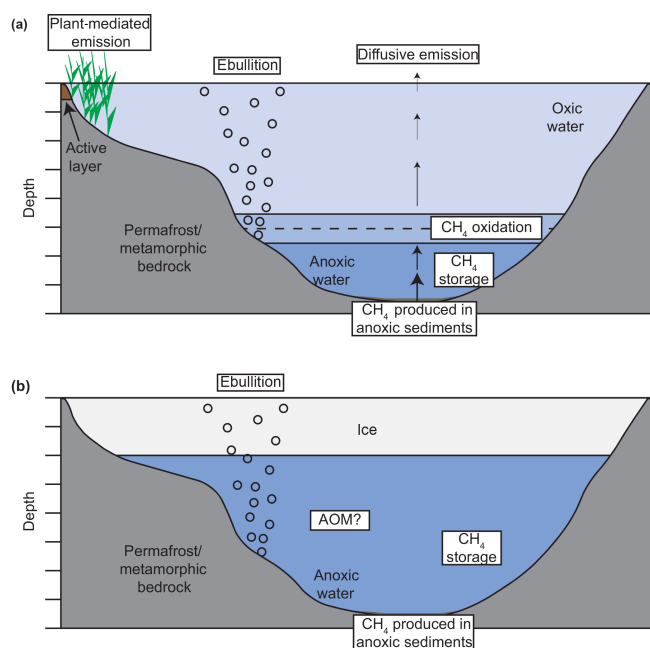 (a)
Plant-mediated
emission
Ebullition
Diffusive emission
Oxic
water
Active
layer
Depth
Permafrost/
metamorphic
bedrock
CH4 oxidation
Anoxic
water
CH4
storage
CH4 produced in
anoxic sediments
(b)
Ebullition
Ice
Depth
AOM?
CH4
storage
Permafrost/
metamorphic
bedrock
Anoxic
water
CH4 produced in
anoxic sediments